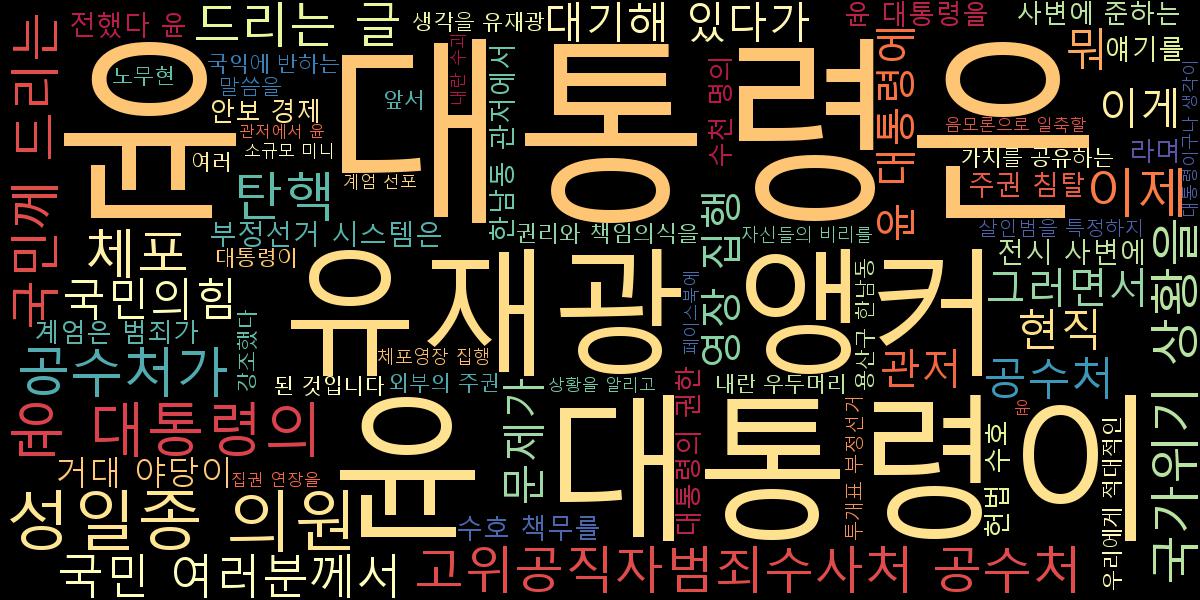 전했다 윤
드리는 글
생각을 유재광
대기해 있다가
윤 대통령을
사변에 준하는
국민께 드리는
노무현
국익에 반하는
말씀을
안보 경제
관저에서 윤
여러
소규모 미니
앞서
내란 수괴
윤 대통령은
한남동 관저에서
수천 명의
윤 대통령에
뭐
얘기를
이게
음모론으로 일축할
가치를 공유하는
라며
대통령이구나 생각이
탄핵
계엄 선포
주권 침탈
이제
부정선거 시스템은
권리와 책임의식을
자신들의 비리를
살인범을 특정하지
체포
대통령이
전시 사변에
국민의힘
유재광 앵커
페이스북에
영장 집행
용산구 한남동
그러면서
상황을
계엄은 범죄가
강조했다
체포영장 집행
현직
공수처가
된 것입니다
외부의 주권
상황을 알리고
내란 우두머리
관저
공수처
데이
대통령의
문제가
대통령의 권한
윤 대통령이
투개표 부정선거
윤
헌법 수호
우리에게 적대적인
국가위기
거대 야당이
집권 연장을
성일종 의원
수호 책무를
국민 여러분께서
고위공직자범죄수사처 공수처